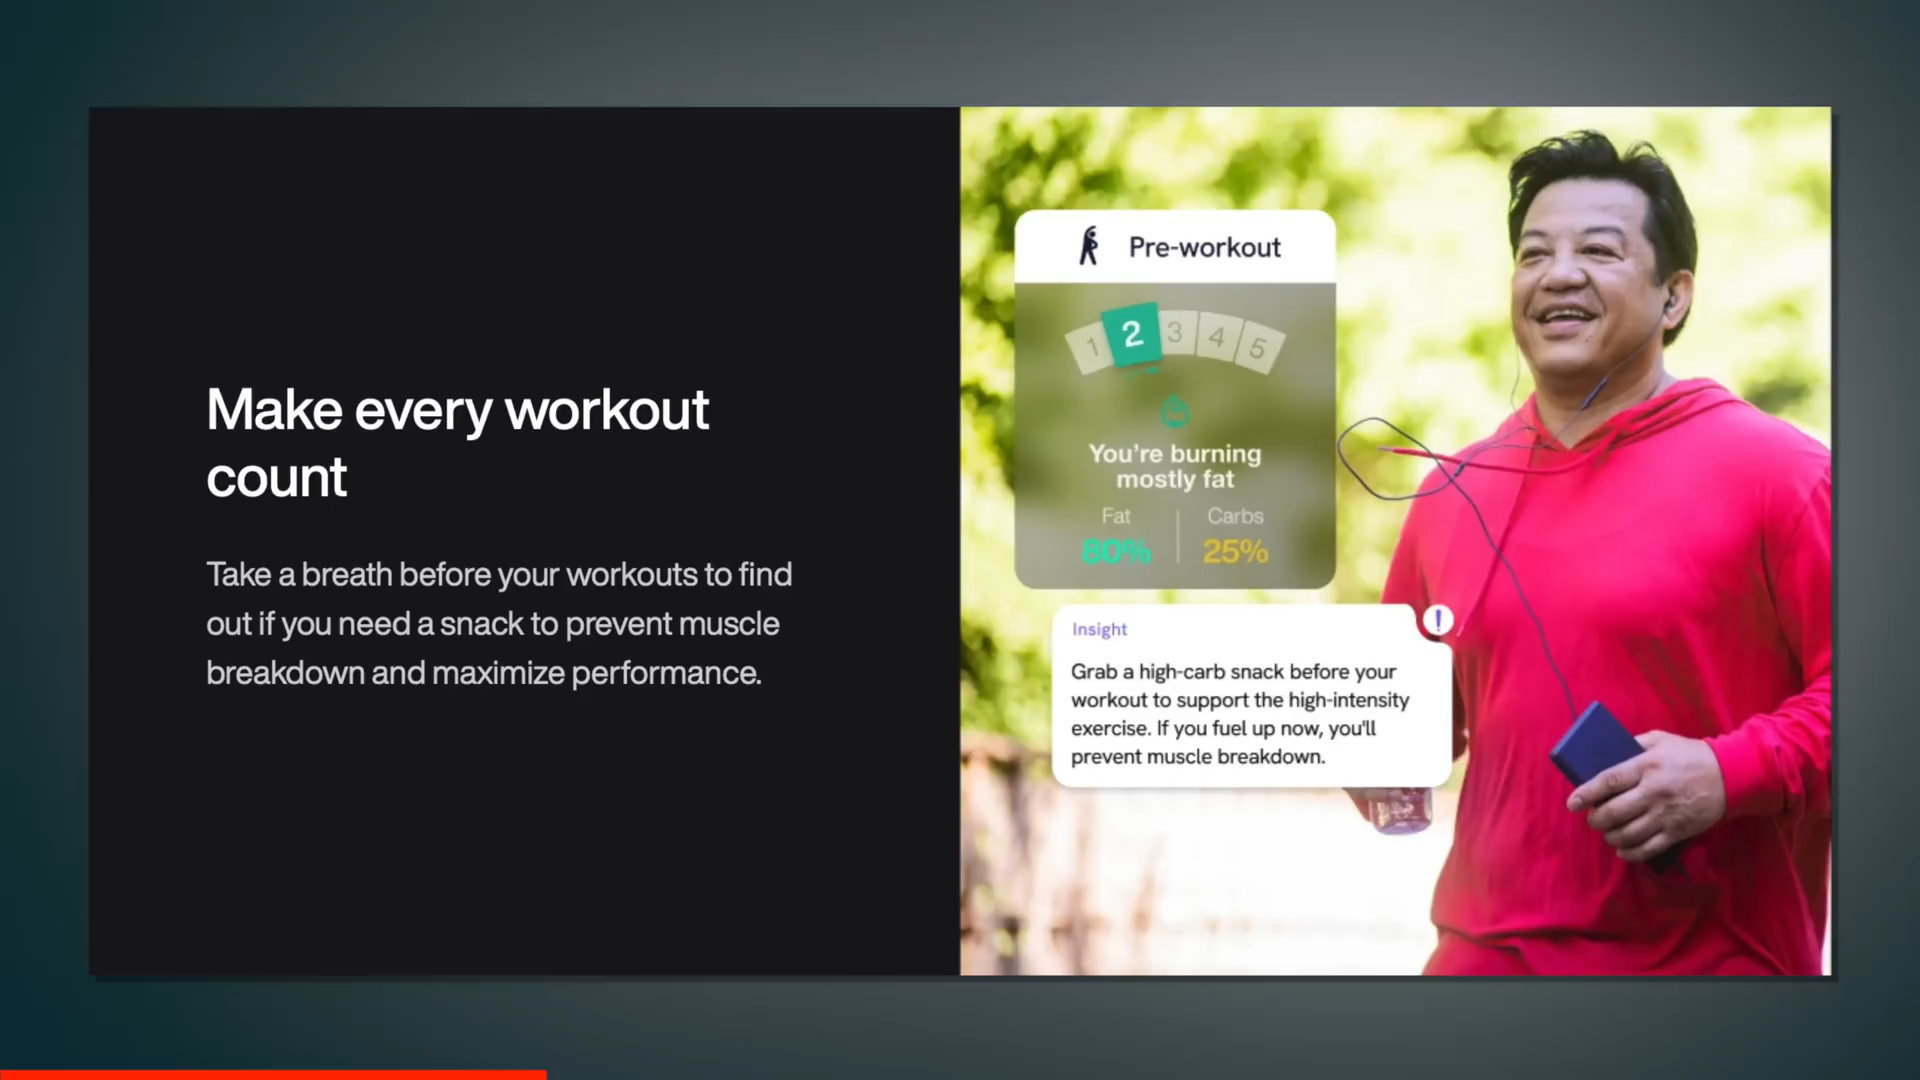 Make every workout
count
Take a breath before your workouts to find
out if you need a snack to prevent muscle
breakdown and maximize performance.
Pre-workout
1 2 3 4 5
You're burning
mostly fat
Fat Carbs
80% 25%
Insight
!
Grab a high-carb snack before your
workout to support the high-intensity
exercise. If you fuel up now, you'll
prevent muscle breakdown.